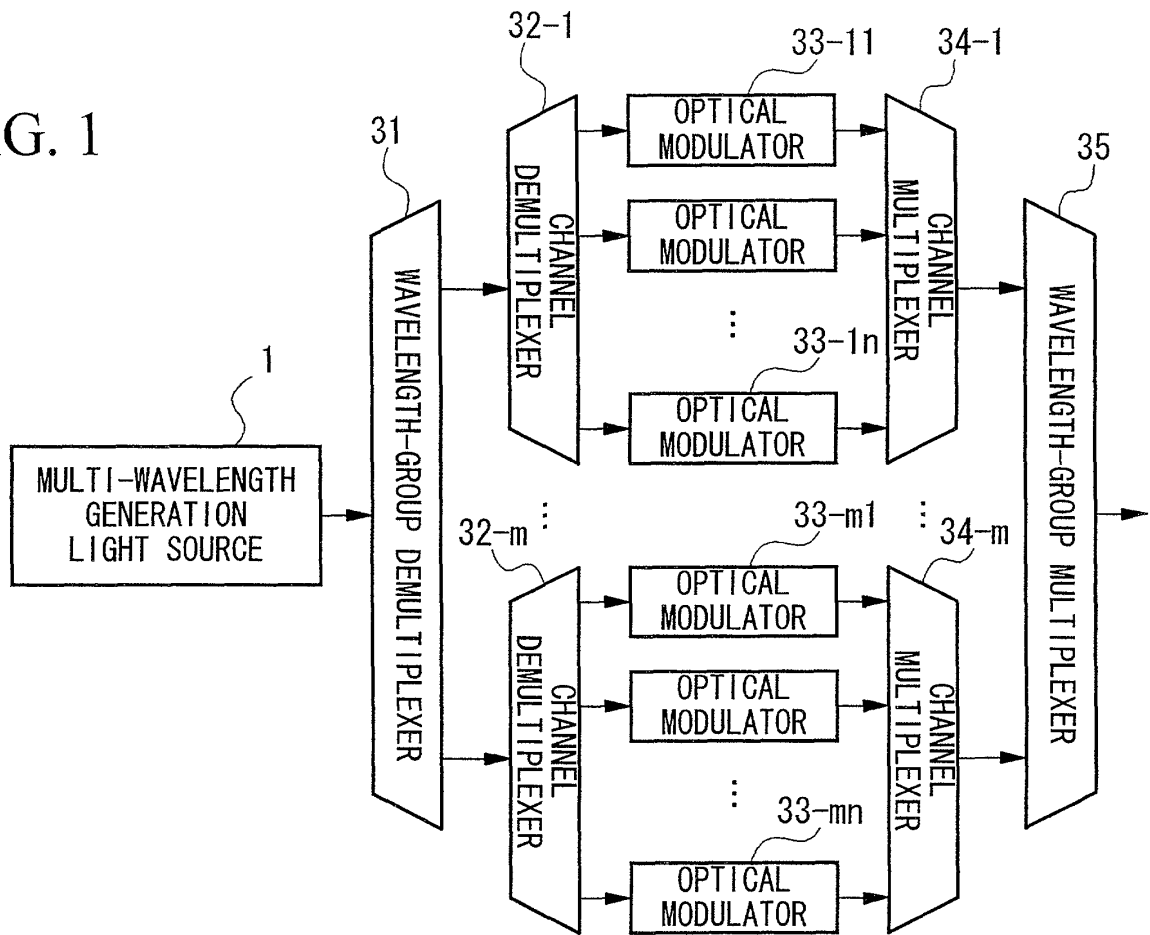 G. 1
1
MULTI-WAVELENGTH
GENERATION
LIGHT SOURCE
31
WAVELENGTH-GROUP DEMULTIPLEXER
32-1
CHANNEL
DEMULTIPLEXER
33-11
OPTICAL
MODULATOR
OPTICAL
MODULATOR
⋮
33-1n
OPTICAL
MODULATOR
34-1
CHANNEL
MULTIPLEXER
⋮
⋮
32-m
CHANNEL
DEMULTIPLEXER
33-m1
OPTICAL
MODULATOR
OPTICAL
MODULATOR
⋮
33-mn
OPTICAL
MODULATOR
34-m
CHANNEL
MULTIPLEXER
35
WAVELENGTH-GROUP MULTIPLEXER